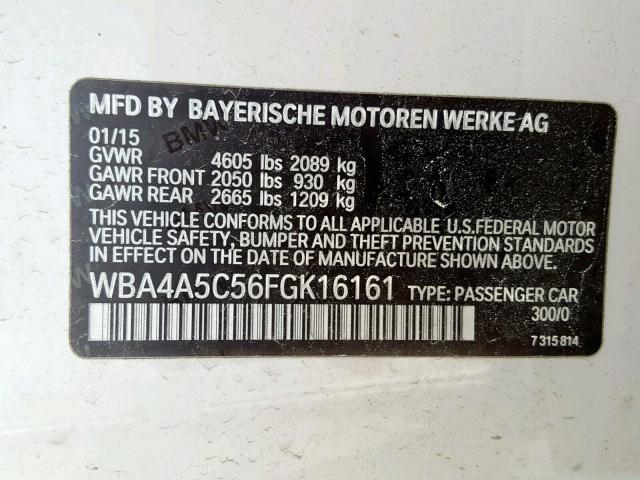 MFD BY BAYERISCHE MOTOREN WERKE AG
01/15
GVWR 4605 lbs 2089 kg
GAWR FRONT 2050 lbs 930 kg
GAWR REAR 2665 lbs 1209 kg
THIS VEHICLE CONFORMS TO ALL APPLICABLE U.S.FEDERAL MOTOR
VEHICLE SAFETY, BUMPER AND THEFT PREVENTION STANDARDS
IN EFFECT ON THE DATE OF MANUFACTURE SHOWN ABOVE.
WBA4A5C56FGK16161 TYPE: PASSENGER CAR
300/0
7 315 814
BMW